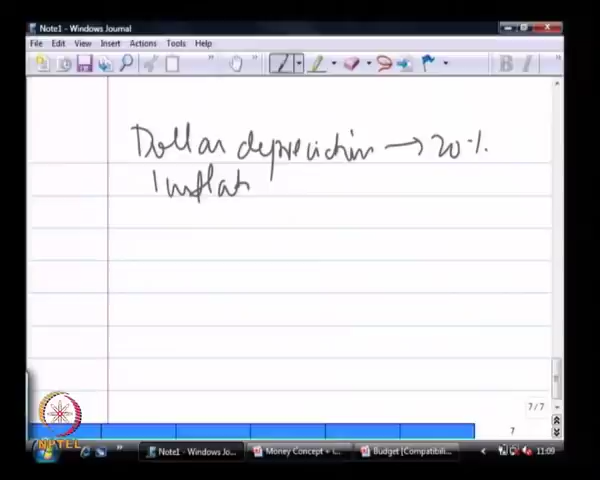 Note1 - Windows Journal
File Edit View Insert Actions Tools Help
Dollar depreciation → 20%.
Inflat
7/7
7
NPTEL
Note1 - Windows Jo...
Money Concept + C...
Budget [Compatibili...
11:09